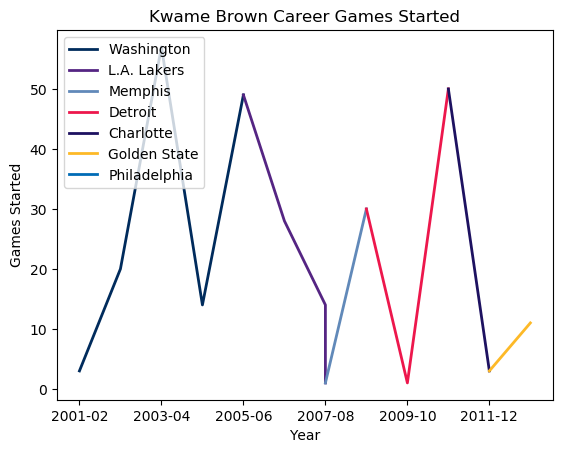 Kwame Brown Career Games Started
Washington
L.A. Lakers
Memphis
Detroit
Charlotte
Golden State
Philadelphia
50
40
30
20
10
0
Games Started
2001-02 2003-04 2005-06 2007-08 2009-10 2011-12
Year